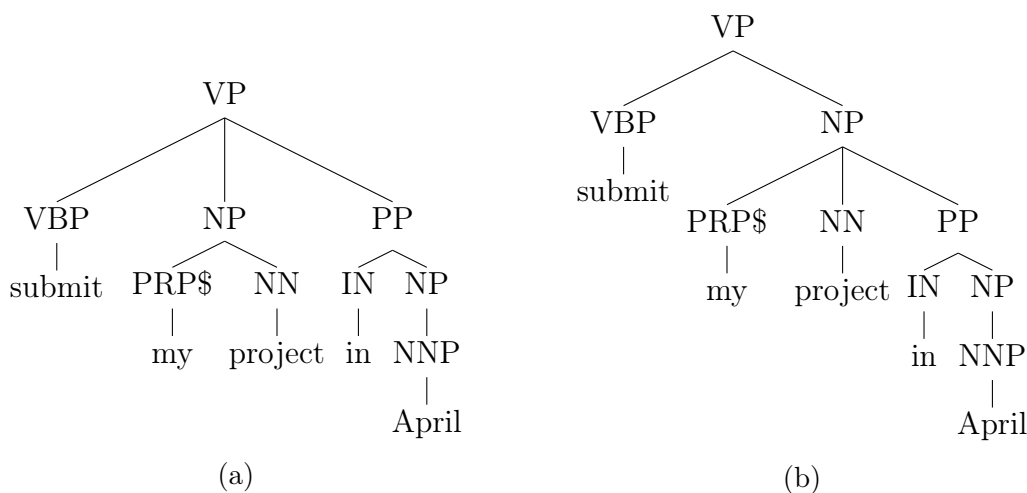 VP
VBP NP PP
submit PRP$ NN IN NP
my project in NNP
April
(a)
VP
VBP NP
submit PRP$ NN PP
my project IN NP
in NNP
April
(b)